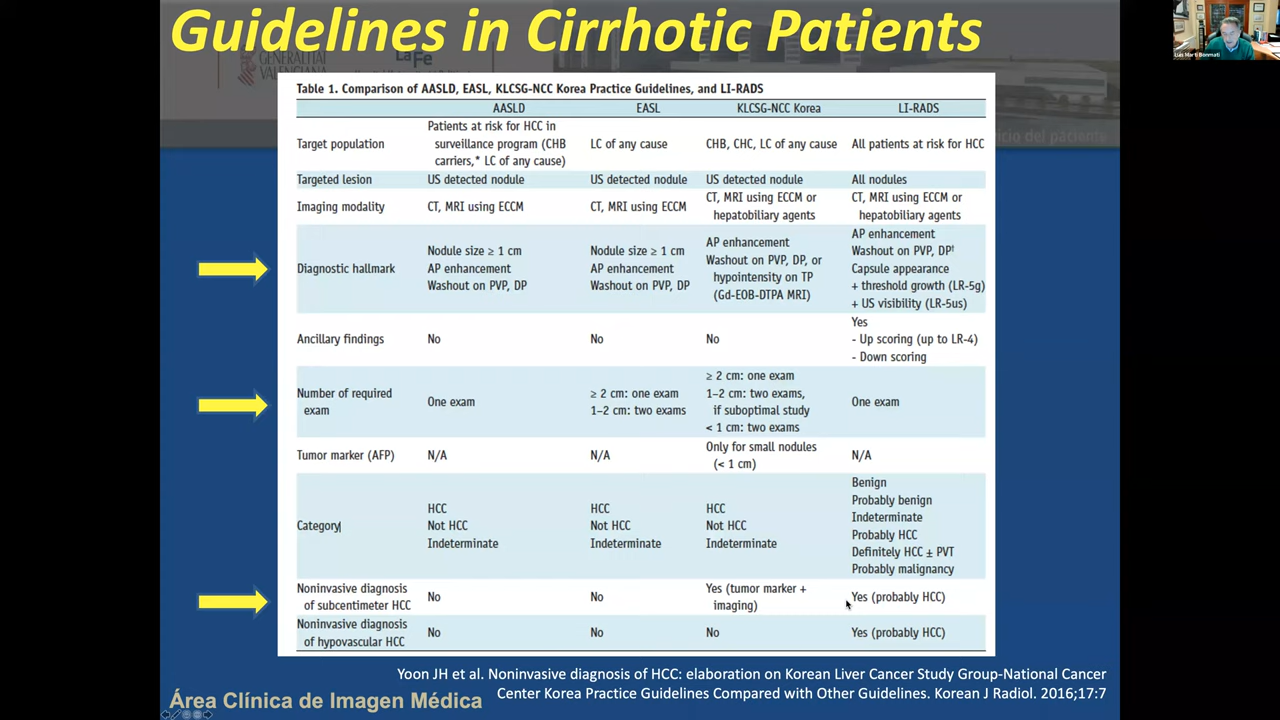 Guidelines in Cirrhotic Patients
Luis Martí Bonmatí
GENERALITAT
VALENCIANA
La Fe
Table 1. Comparison of AASLD, EASL, KLCSG-NCC Korea Practice Guidelines, and LI-RADS
AASLD EASL KLCSG-NCC Korea LI-RADS
Target population
Patients at risk for HCC in
surveillance program (CHB
carriers,* LC of any cause)
LC of any cause
CHB, CHC, LC of any cause
All patients at risk for HCC
Targeted lesion
US detected nodule
US detected nodule
US detected nodule
All nodules
Imaging modality
CT, MRI using ECCM
CT, MRI using ECCM
CT, MRI using ECCM or
hepatobiliary agents
CT, MRI using ECCM or
hepatobiliary agents
Diagnostic hallmark
Nodule size ≥ 1 cm
AP enhancement
Washout on PVP, DP
Nodule size ≥ 1 cm
AP enhancement
Washout on PVP, DP
AP enhancement
Washout on PVP, DP, or
hypointensity on TP
(Gd-EOB-DTPA MRI)
AP enhancement
Washout on PVP, DP†
Capsule appearance
+ threshold growth (LR-5g)
+ US visibility (LR-5us)
Ancillary findings
No
No
No
Yes
- Up scoring (up to LR-4)
- Down scoring
Number of required
exam
One exam
≥ 2 cm: one exam
1–2 cm: two exams
≥ 2 cm: one exam
1–2 cm: two exams,
if suboptimal study
< 1 cm: two exams
One exam
Tumor marker (AFP)
N/A
N/A
Only for small nodules
(< 1 cm)
N/A
Category
HCC
Not HCC
Indeterminate
HCC
Not HCC
Indeterminate
HCC
Not HCC
Indeterminate
Benign
Probably benign
Indeterminate
Probably HCC
Definitely HCC ± PVT
Probably malignancy
Noninvasive diagnosis
of subcentimeter HCC
No
No
Yes (tumor marker +
imaging)
Yes (probably HCC)
Noninvasive diagnosis
of hypovascular HCC
No
No
No
Yes (probably HCC)
Yoon JH et al. Noninvasive diagnosis of HCC: elaboration on Korean Liver Cancer Study Group-National Cancer
Center Korea Practice Guidelines Compared with Other Guidelines. Korean J Radiol. 2016;17:7
Área Clínica de Imagen Médica